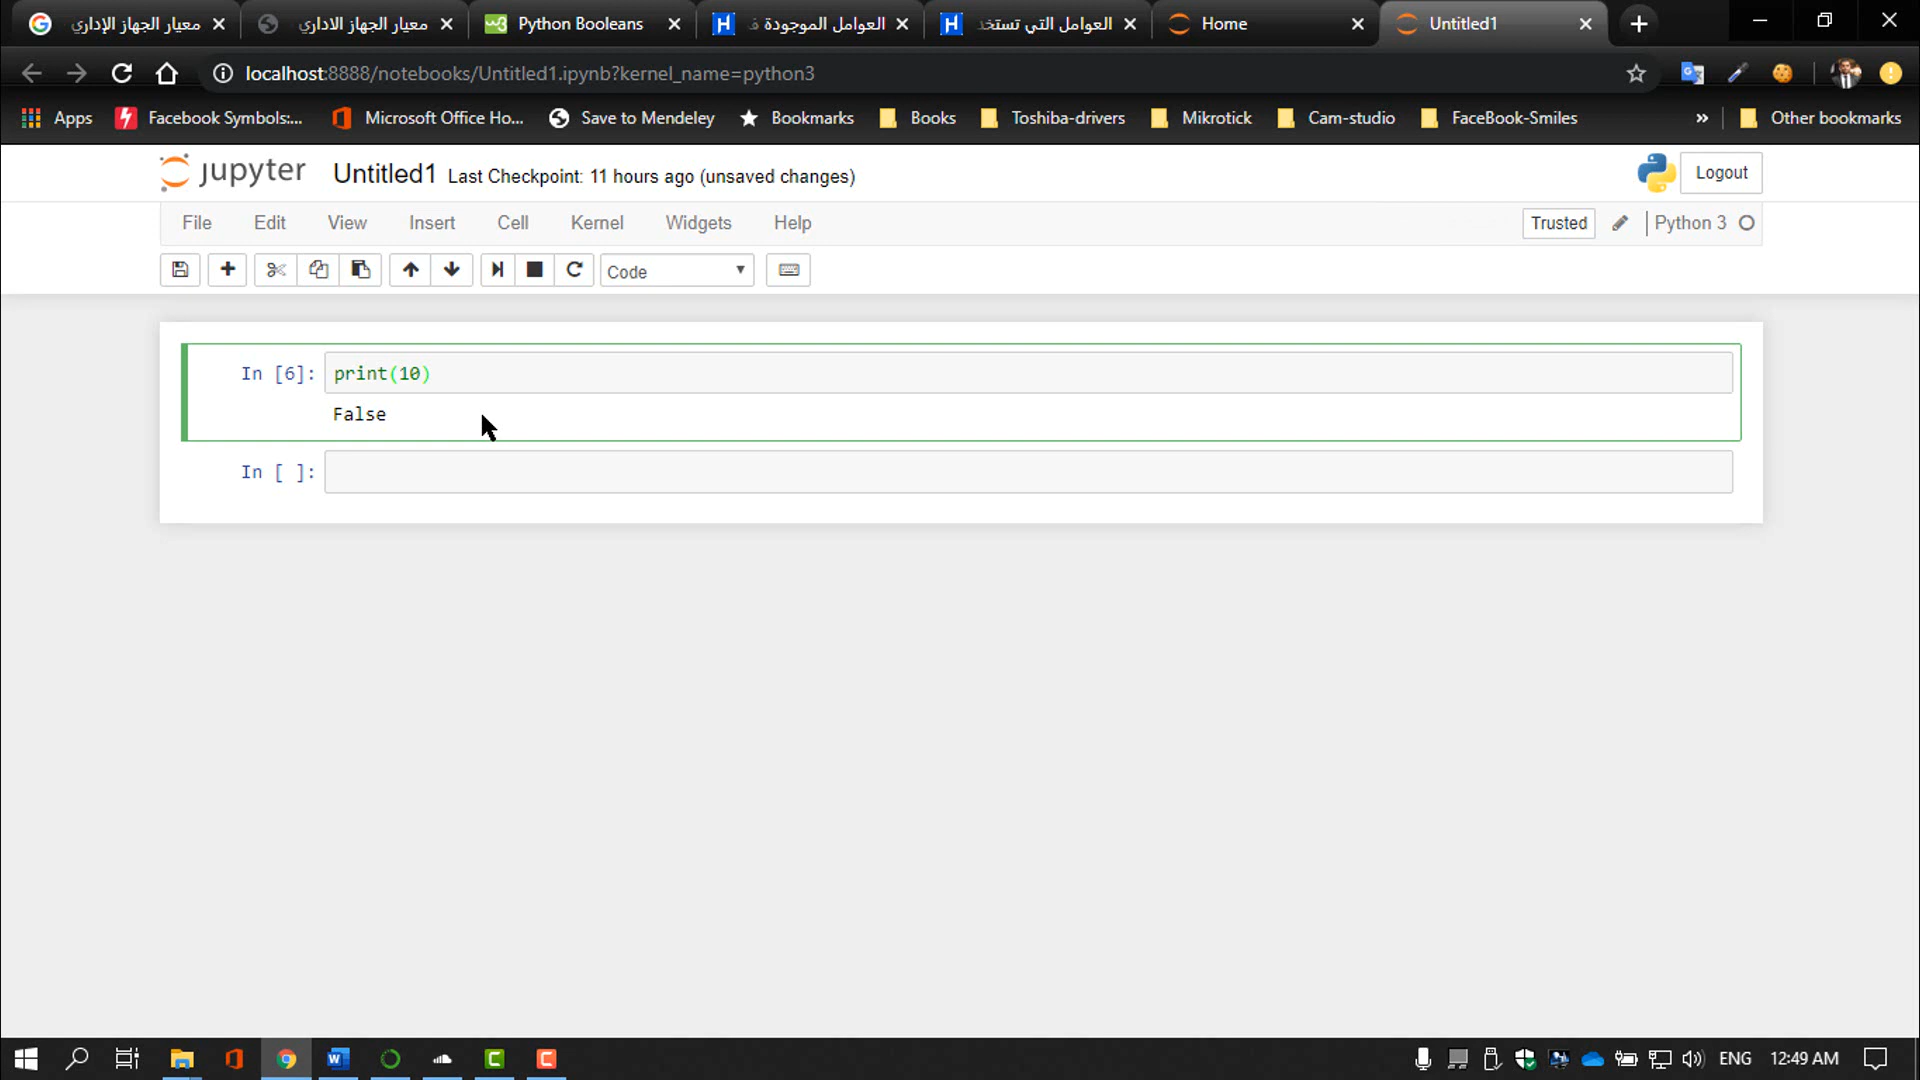 معيار الجهاز الإداري
معيار الجهاز الاداري
Python Booleans
العوامل الموجودة ف
العوامل التي تستخد
Home
Untitled1
localhost:8888/notebooks/Untitled1.ipynb?kernel_name=python3
Apps
Facebook Symbols:...
Microsoft Office Ho...
Save to Mendeley
Bookmarks
Books
Toshiba-drivers
Mikrotick
Cam-studio
FaceBook-Smiles
»
Other bookmarks
jupyter
Untitled1 Last Checkpoint: 11 hours ago (unsaved changes)
Logout
File Edit View Insert Cell Kernel Widgets Help
Trusted
Python 3
Code
In [6]: print(10)
False
In [ ]:
ENG 12:49 AM